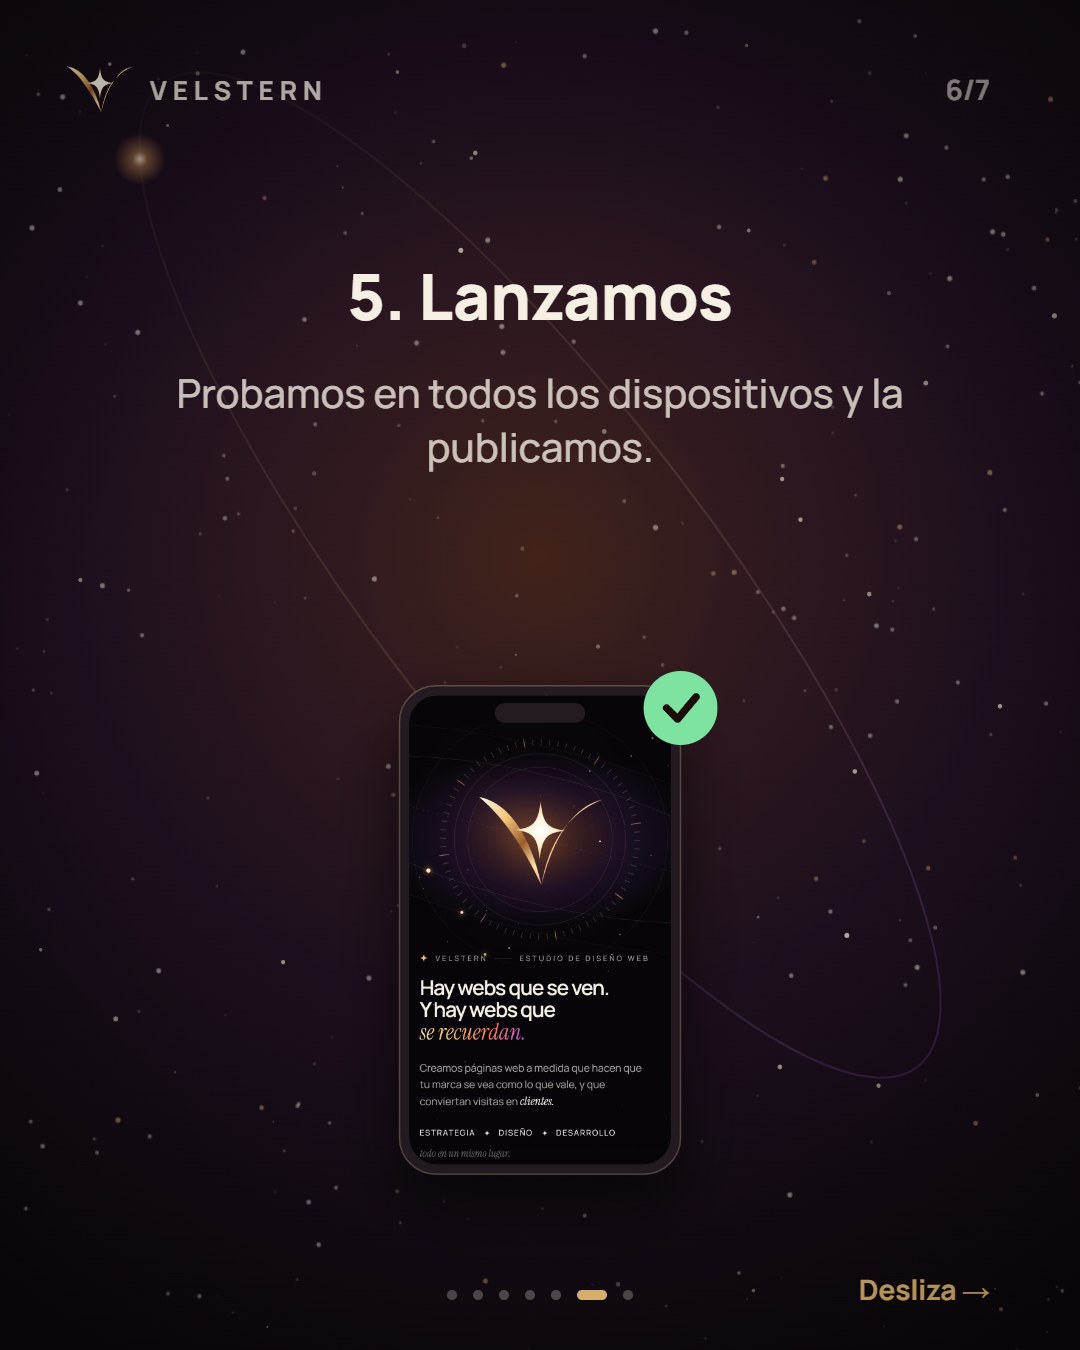 VELSTERN
6/7
5. Lanzamos
Probamos en todos los dispositivos y la
publicamos.
VELSTERN — ESTUDIO DE DISEÑO WEB
Hay webs que se ven.
Y hay webs que
se recuerdan.
Creamos páginas web a medida que hacen que
tu marca se vea como lo que vale, y que
conviertan visitas en clientes.
ESTRATEGIA ✦ DISEÑO ✦ DESARROLLO
todo en un mismo lugar.
Desliza →